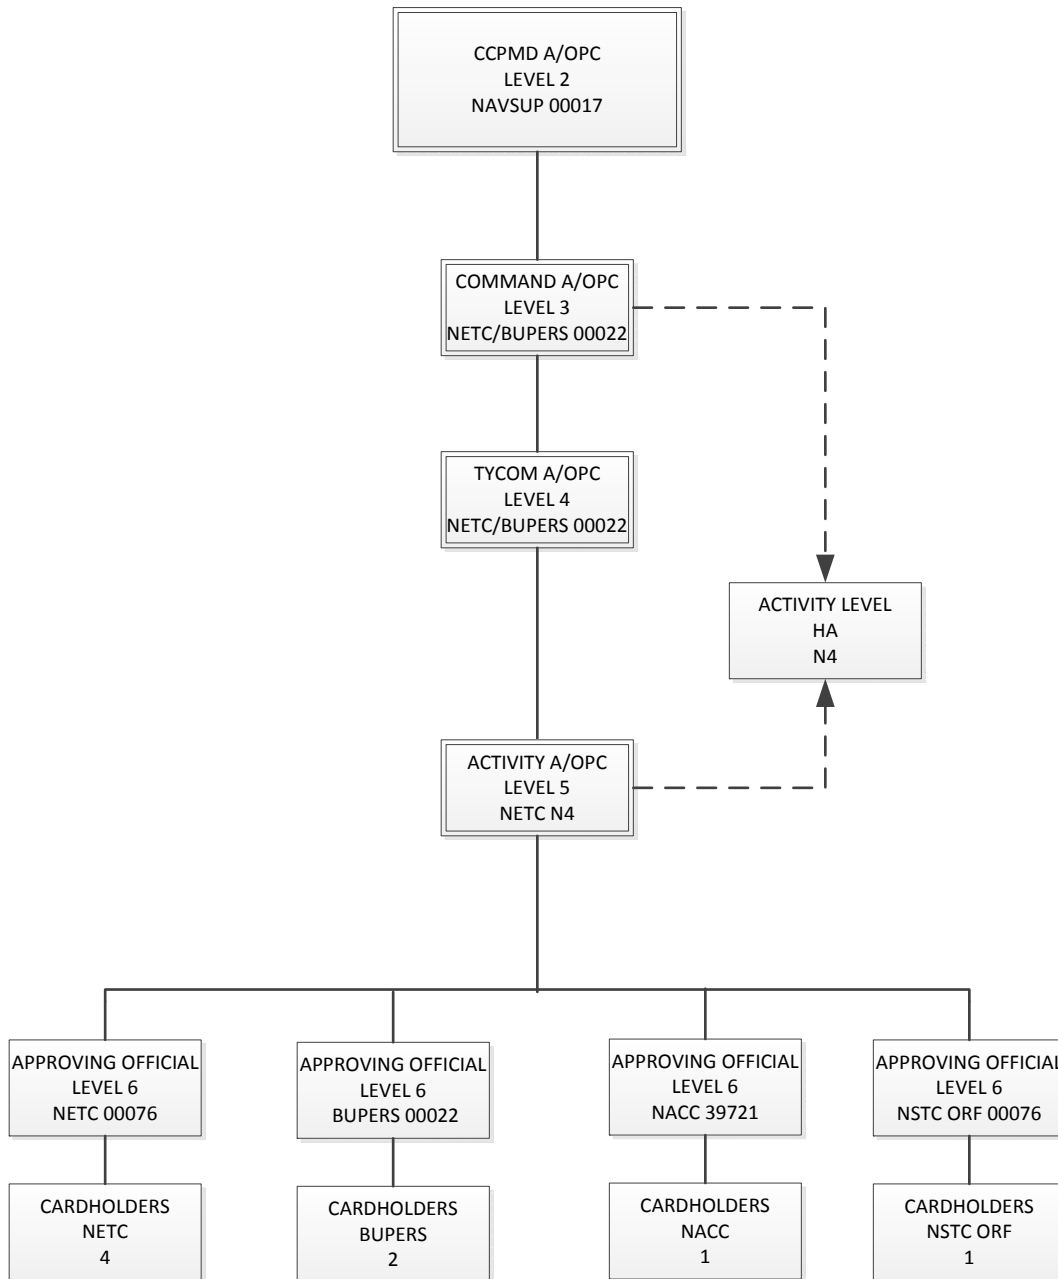 CCPMD A/OPC
LEVEL 2
NAVSUP 00017
COMMAND A/OPC
LEVEL 3
NETC/BUPERS 00022
TYCOM A/OPC
LEVEL 4
NETC/BUPERS 00022
ACTIVITY LEVEL
HA
N4
ACTIVITY A/OPC
LEVEL 5
NETC N4
APPROVING OFFICIAL
LEVEL 6
NETC 00076
APPROVING OFFICIAL
LEVEL 6
BUPERS 00022
APPROVING OFFICIAL
LEVEL 6
NACC 39721
APPROVING OFFICIAL
LEVEL 6
NSTC ORF 00076
CARDHOLDERS
NETC
4
CARDHOLDERS
BUPERS
2
CARDHOLDERS
NACC
1
CARDHOLDERS
NSTC ORF
1